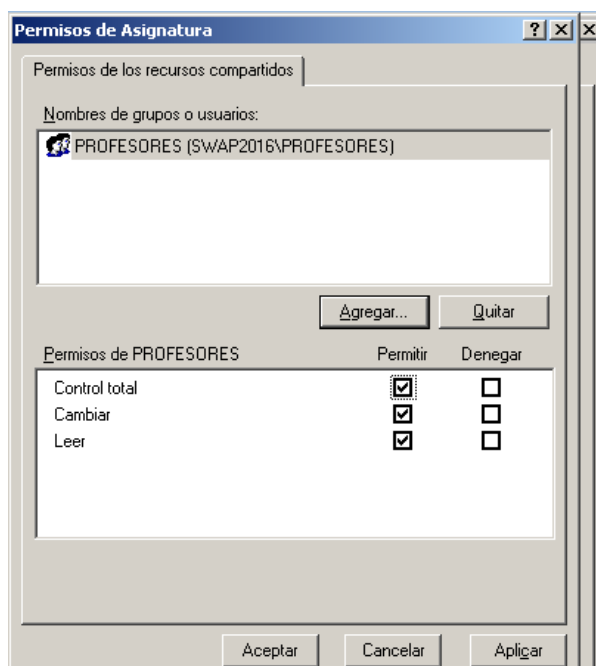 Permisos de Asignatura
Permisos de los recursos compartidos
Nombres de grupos o usuarios:
PROFESORES (SWAP2016\PROFESORES)
Agregar... Quitar
Permisos de PROFESORES Permitir Denegar
Control total
Cambiar
Leer
Aceptar Cancelar Aplicar